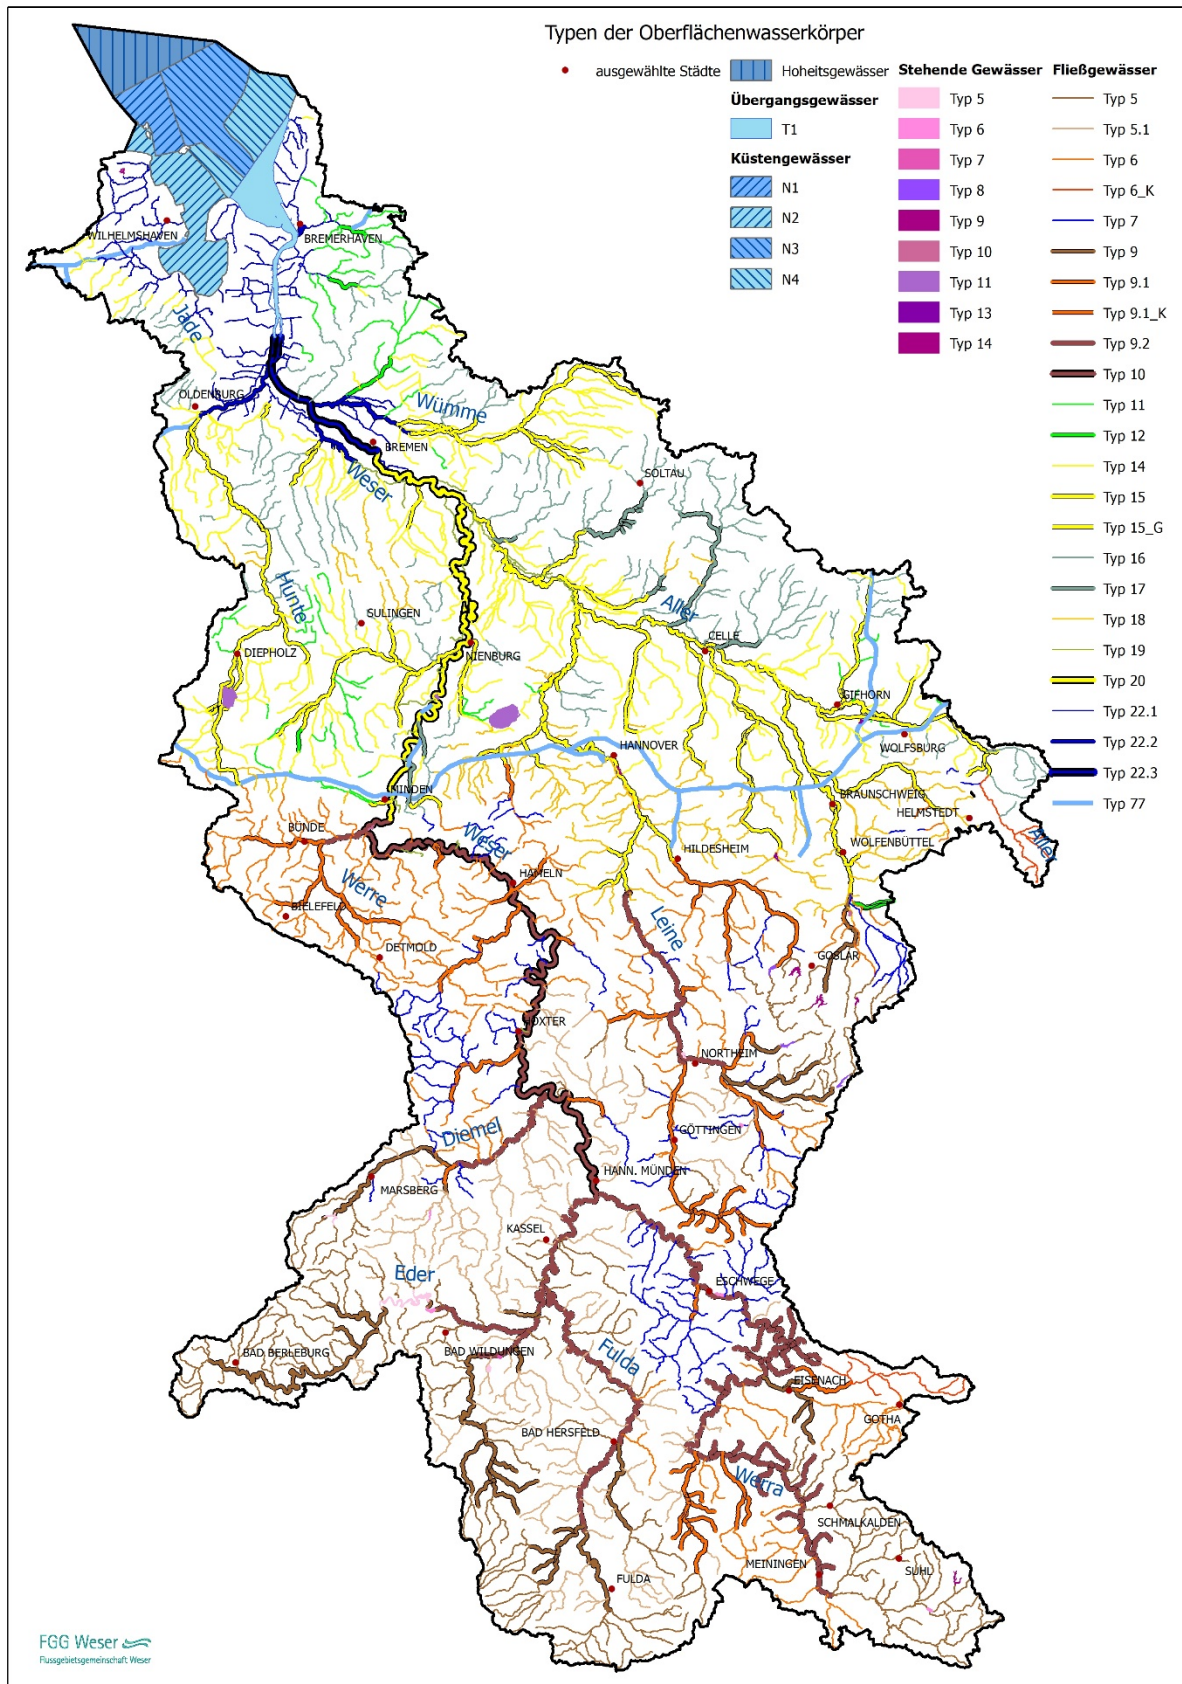 Typen der Oberflächenwasserkörper
ausgewählte Städte
Hoheitsgewässer
Übergangsgewässer
T1
Küstengewässer
N1
N2
N3
N4
Stehende Gewässer
Typ 5
Typ 6
Typ 7
Typ 8
Typ 9
Typ 10
Typ 11
Typ 13
Typ 14
Fließgewässer
Typ 5
Typ 5.1
Typ 6
Typ 6_K
Typ 7
Typ 9
Typ 9.1
Typ 9.1_K
Typ 9.2
Typ 10
Typ 11
Typ 12
Typ 14
Typ 15
Typ 15_G
Typ 16
Typ 17
Typ 18
Typ 19
Typ 20
Typ 22.1
Typ 22.2
Typ 22.3
Typ 77
WILHELMSHAVEN
BREMERHAVEN
Jade
OLDENBURG
Wümme
BREMEN
Weser
SOLTAU
Hunte
SULINGEN
Aller
CELLE
DIEPHOLZ
NIENBURG
GIFHORN
WOLFSBURG
HANNOVER
MINDEN
BRAUNSCHWEIG
HELMSTEDT
Aller
BÜNDE
Weser
HILDESHEIM
WOLFENBÜTTEL
HAMELN
Werre
BIELEFELD
Leine
DETMOLD
GOSLAR
HÖXTER
NORTHEIM
Diemel
GÖTTINGEN
HANN. MÜNDEN
MARSBERG
KASSEL
Eder
ESCHWEGE
BAD BERLEBURG
BAD WILDUNGEN
Fulda
EISENACH
GOTHA
BAD HERSFELD
Werra
SCHMALKALDEN
MEININGEN
SUHL
FULDA
FGG Weser
Flussgebietsgemeinschaft Weser